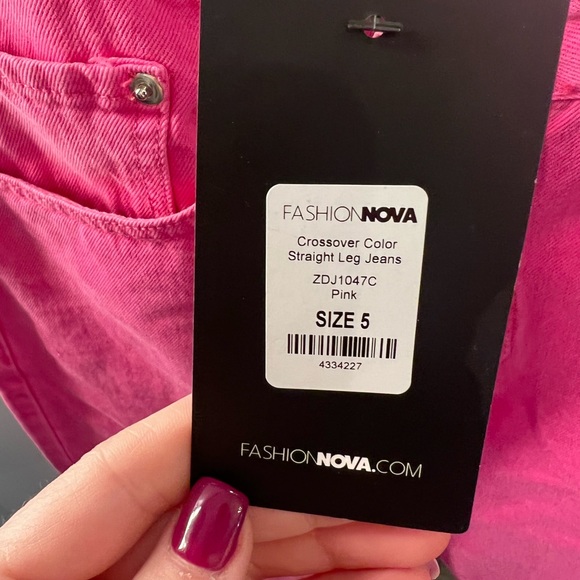 FASHIONNOVA
Crossover Color
Straight Leg Jeans
ZDJ1047C
Pink
SIZE 5
4334227
FASHIONNOVA.COM